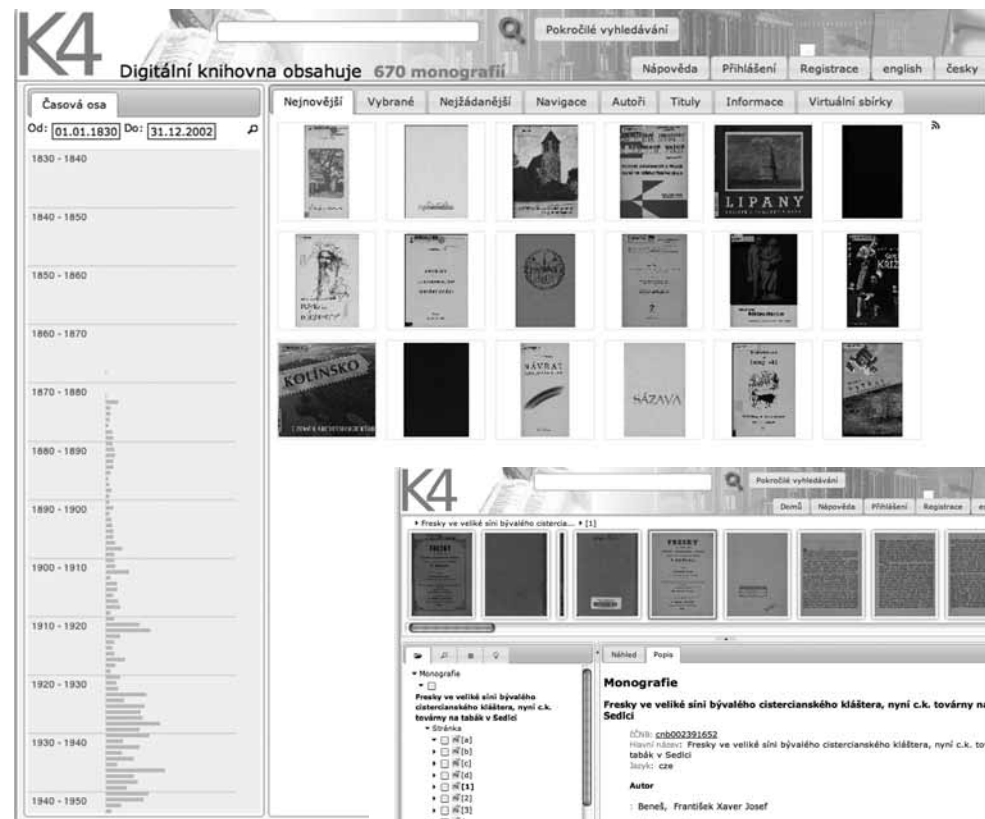 K4
Pokročilé vyhledávání
Digitální knihovna obsahuje 670 monografií
Nápověda Přihlášení Registrace english česky
Časová osa
Od: 01.01.1830 Do: 31.12.2002
1830 - 1840
1840 - 1850
1850 - 1860
1860 - 1870
1870 - 1880
1880 - 1890
1890 - 1900
1900 - 1910
1910 - 1920
1920 - 1930
1930 - 1940
1940 - 1950
Nejnovější Vybrané Nejžádanější Navigace Autoři Tituly Informace Virtuální sbírky
LIPANY
KOLÍNSKO
NÁVRAT
SÁZAVA
K4
Pokročilé vyhledávání
Domů Nápověda Přihlášení Registrace
Fresky ve veliké síni bývalého cistercia... [1]
FRESKY
FRESKY
Monografie
Fresky ve veliké síni bývalého
cistercianského kláštera, nyní c.k.
továrny na tabák v Sedlci
Stránka
[a]
[b]
[c]
[d]
[1]
[2]
[3]
Náhled Popis
Monografie
Fresky ve veliké síni bývalého cistercianského kláštera, nyní c.k. továrny na
Sedlci
čČNB: cnb002391652
Hlavní název: Fresky ve veliké síni bývalého cistercianského kláštera, nyní c.k. to
tabák v Sedlci
Jazyk: cze
Autor
: Beneš, František Xaver Josef